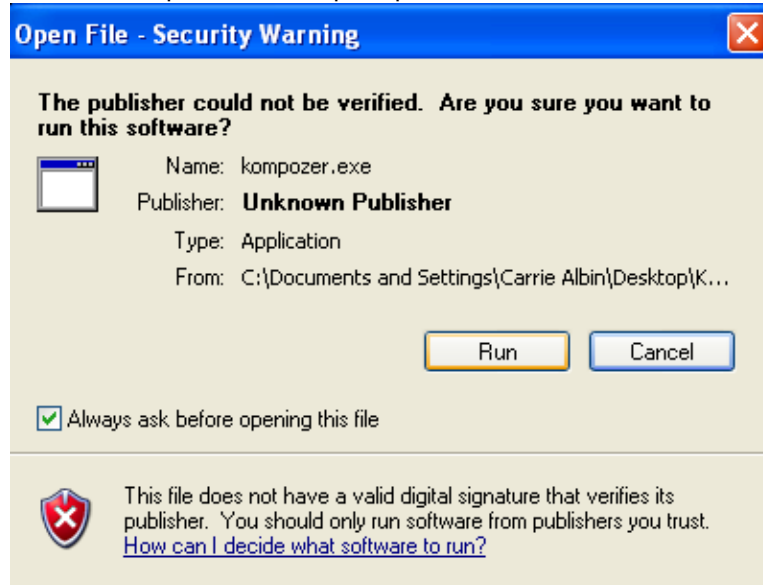 Open File - Security Warning
The publisher could not be verified. Are you sure you want to
run this software?
Name: kompozer.exe
Publisher: Unknown Publisher
Type: Application
From: C:\Documents and Settings\Carrie Albin\Desktop\K...
Run Cancel
Always ask before opening this file
This file does not have a valid digital signature that verifies its
publisher. You should only run software from publishers you trust.
How can I decide what software to run?